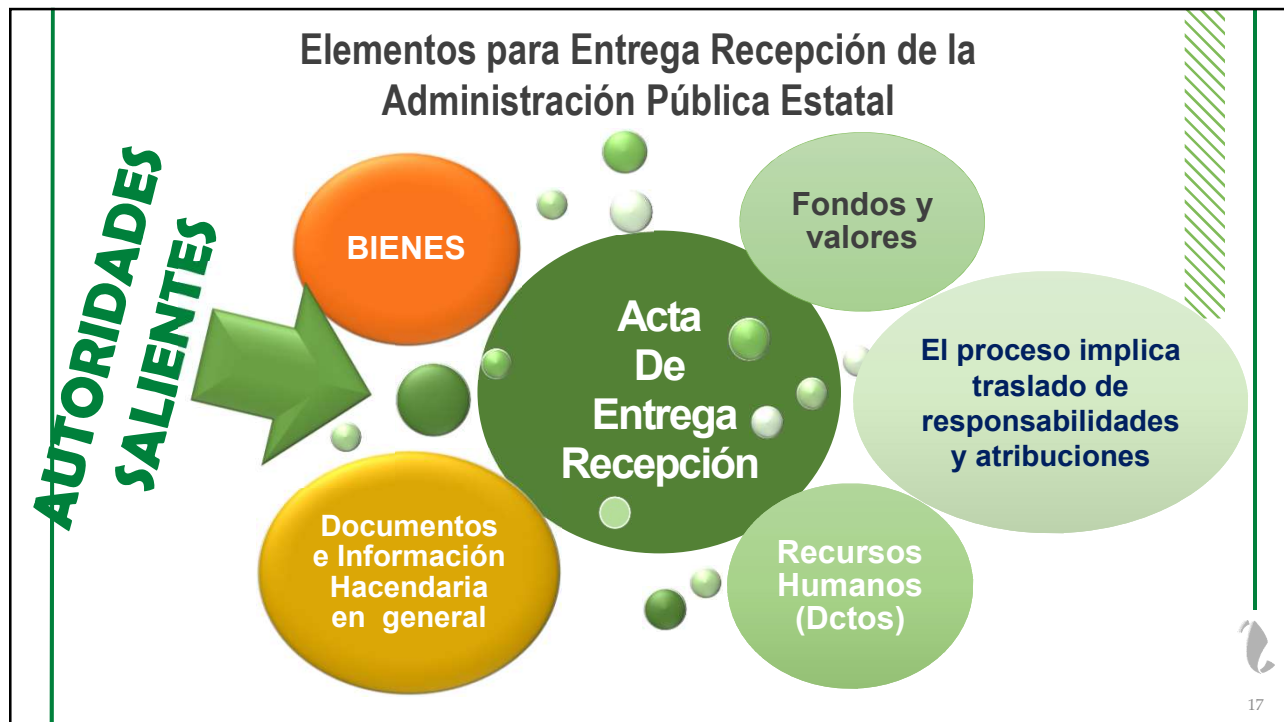 Elementos para Entrega Recepción de la
Administración Pública Estatal
AUTORIDADES
SALIENTES
BIENES
Fondos y
valores
Acta
De
Entrega
Recepción
El proceso implica
traslado de
responsabilidades
y atribuciones
Documentos
e Información
Hacendaria
en general
Recursos
Humanos
(Dctos)
17